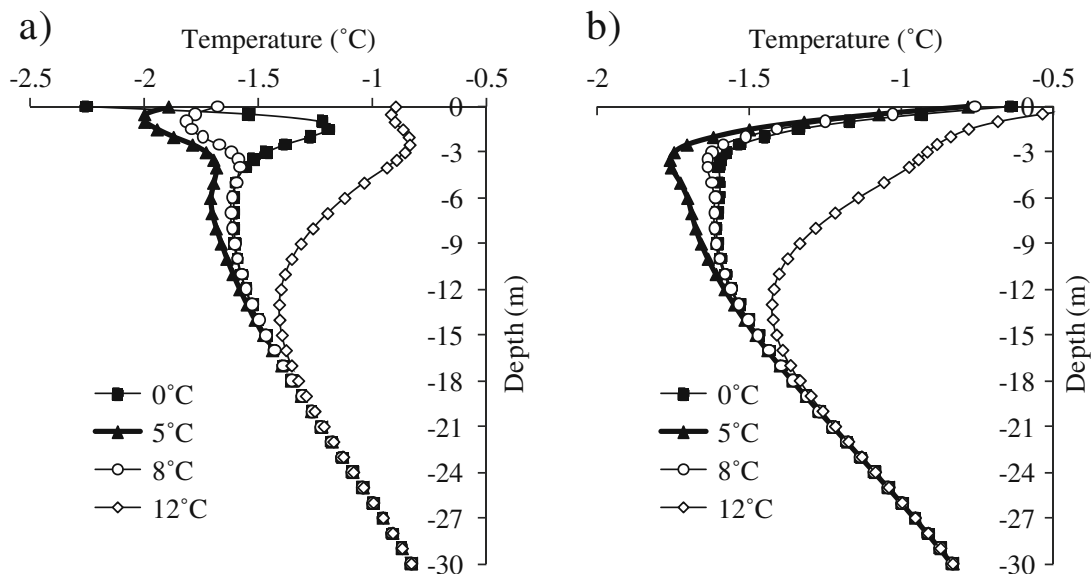 a)
Temperature (˚C)
-2.5 -2 -1.5 -1 -0.5
0
-3
-6
-9
-12
-15
-18
-21
-24
-27
-30
Depth (m)
0˚C
5˚C
8˚C
12˚C
b)
Temperature (˚C)
-2 -1.5 -1 -0.5
0
-3
-6
-9
-12
-15
-18
-21
-24
-27
-30
Depth (m)
0˚C
5˚C
8˚C
12˚C